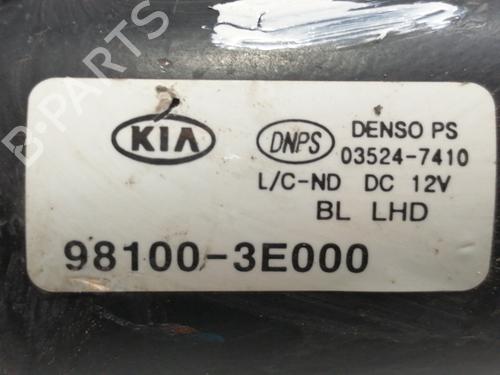 B-PARTS
KIA
DNPS
DENSO PS
03524-7410
L/C-ND DC 12V
BL LHD
98100-3E000